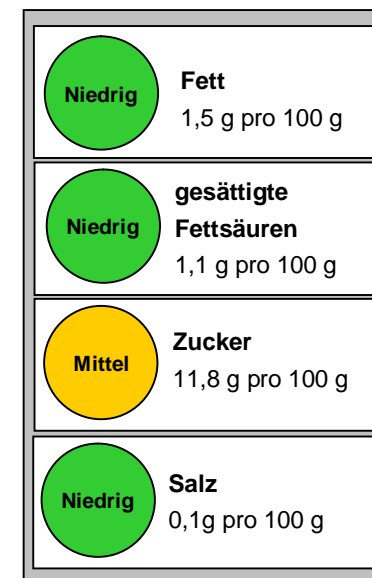 Niedrig
Fett
1,5 g pro 100 g
Niedrig
gesättigte
Fettsäuren
1,1 g pro 100 g
Mittel
Zucker
11,8 g pro 100 g
Niedrig
Salz
0,1g pro 100 g